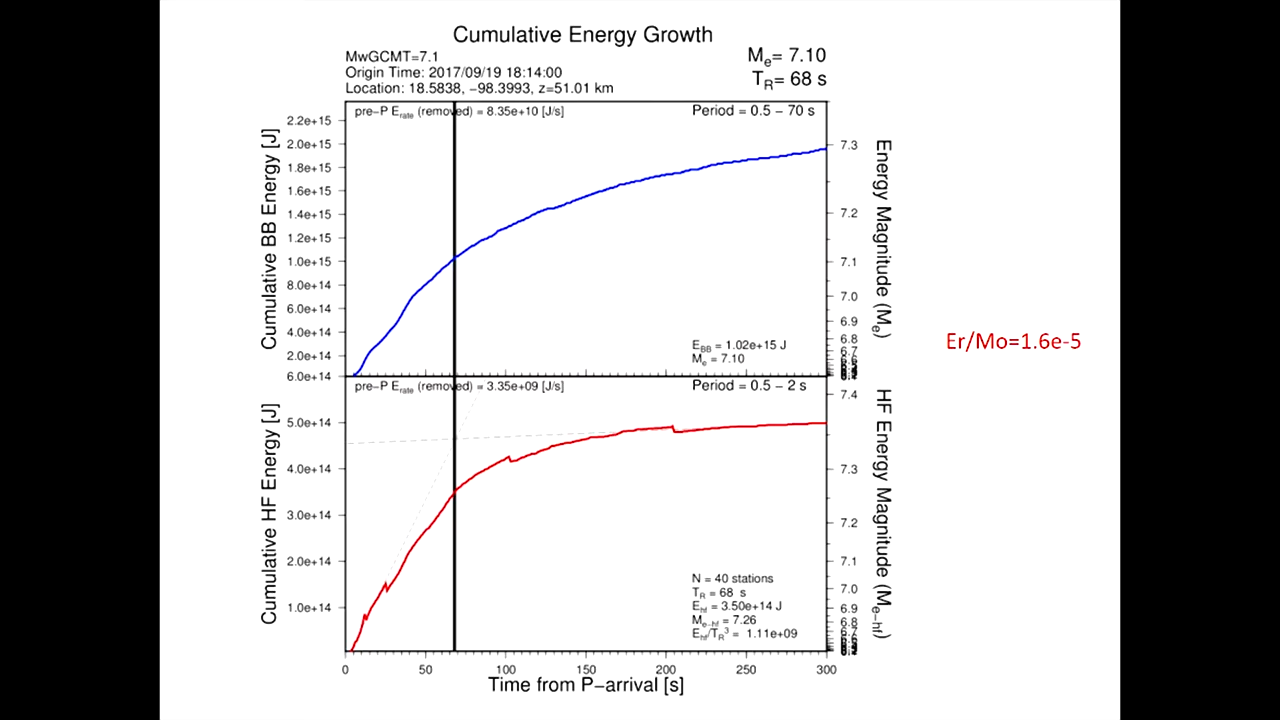 Cumulative Energy Growth
MwGCMT=7.1
Origin Time: 2017/09/19 18:14:00
Location: 18.5838, −98.3993, z=51.01 km
Me= 7.10
TR= 68 s
pre−P Erate (removed) = 8.35e+10 [J/s]
Period = 0.5 − 70 s
Cumulative BB Energy [J]
2.2e+15
2.0e+15
1.8e+15
1.6e+15
1.4e+15
1.2e+15
1.0e+15
8.0e+14
6.0e+14
4.0e+14
2.0e+14
7.3
7.2
7.1
7.0
6.9
6.8
6.7
Energy Magnitude (Me)
EBB = 1.02e+15 J
Me = 7.10
Er/Mo=1.6e-5
pre−P Erate (removed) = 3.35e+09 [J/s]
Period = 0.5 − 2 s
Cumulative HF Energy [J]
6.0e+14
5.0e+14
4.0e+14
3.0e+14
2.0e+14
1.0e+14
7.4
7.3
7.2
7.1
7.0
6.9
6.8
6.7
HF Energy Magnitude (Me−hf)
N = 40 stations
TR = 68 s
Ehf = 3.50e+14 J
Me−hf = 7.26
Ehf/TR3 = 1.11e+09
0 50 100 150 200 250 300
Time from P−arrival [s]